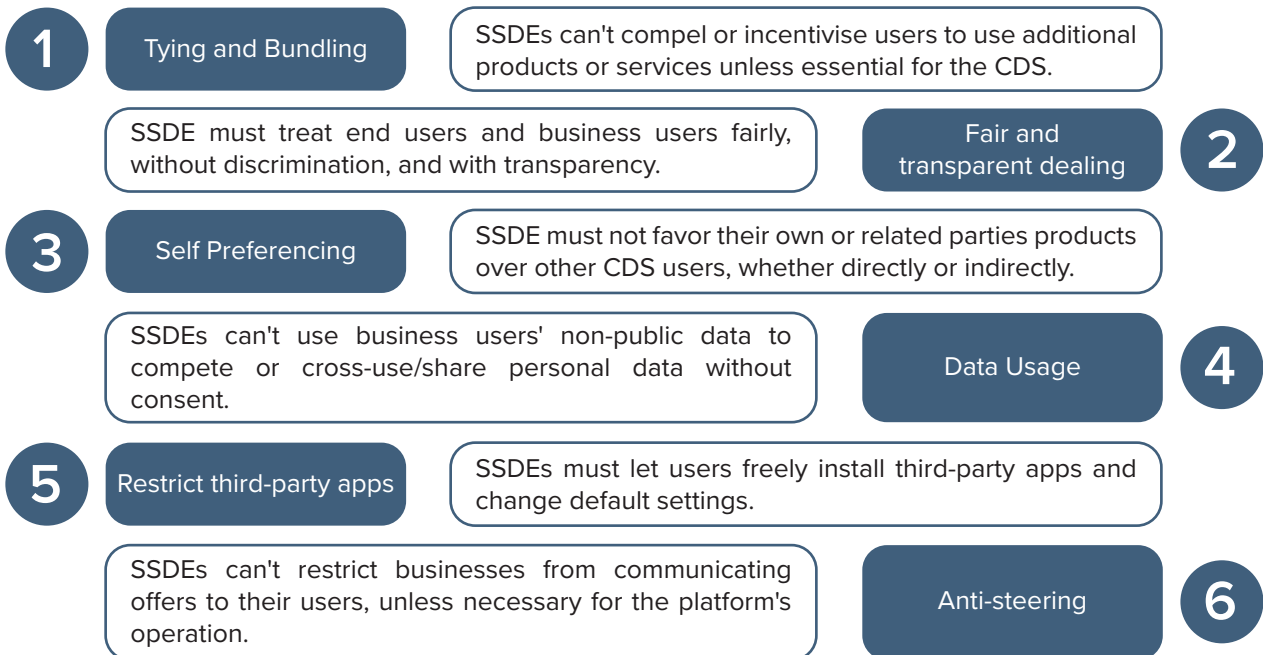 1
Tying and Bundling
SSDEs can't compel or incentivise users to use additional
products or services unless essential for the CDS.
SSDE must treat end users and business users fairly,
without discrimination, and with transparency.
Fair and
transparent dealing
2
3
Self Preferencing
SSDE must not favor their own or related parties products
over other CDS users, whether directly or indirectly.
SSDEs can't use business users' non-public data to
compete or cross-use/share personal data without
consent.
Data Usage
4
5
Restrict third-party apps
SSDEs must let users freely install third-party apps and
change default settings.
SSDEs can't restrict businesses from communicating
offers to their users, unless necessary for the platform's
operation.
Anti-steering
6